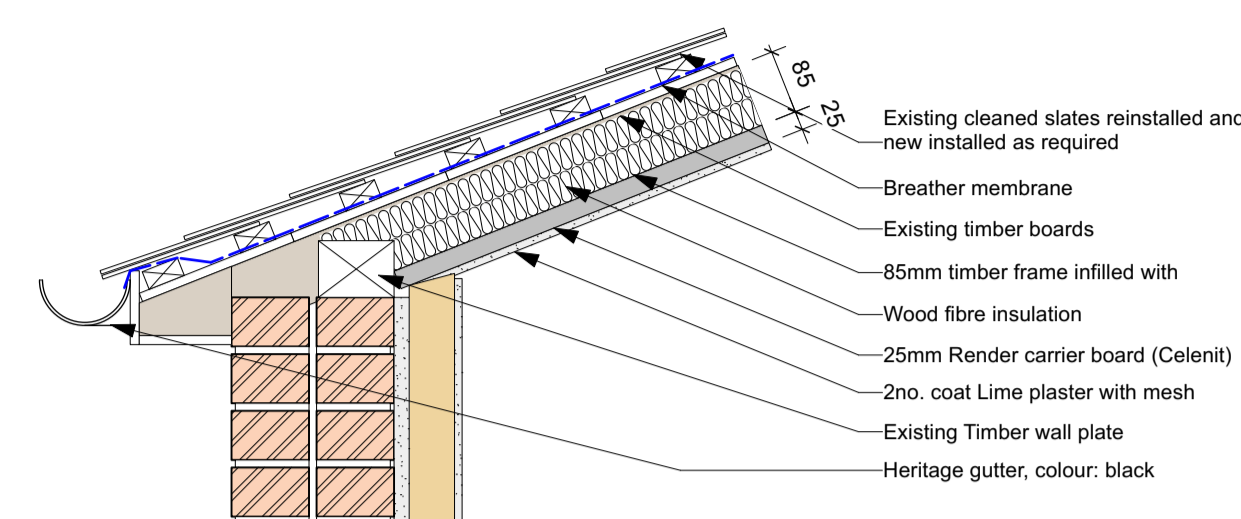 85
25
Existing cleaned slates reinstalled and
new installed as required
Breather membrane
Existing timber boards
85mm timber frame infilled with
Wood fibre insulation
25mm Render carrier board (Celenit)
2no. coat Lime plaster with mesh
Existing Timber wall plate
Heritage gutter, colour: black